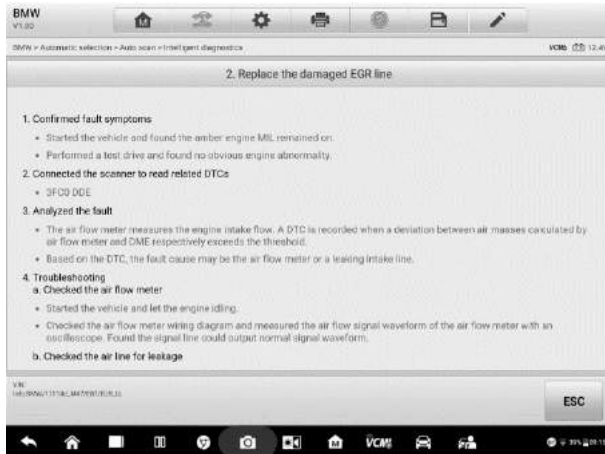 BMW
V1.00
BMW > Automatic selection > Auto scan > Intelligent diagnostics
VCMI
2. Replace the damaged EGR line
1. Confirmed fault symptoms
• Started the vehicle and found the amber engine MIL remained on.
• Performed a test drive and found no obvious engine abnormality.
2. Connected the scanner to read related DTCs
• 3FC0 DDE
3. Analyzed the fault
• The air flow meter measures the engine intake flow. A DTC is recorded when a deviation between air masses calculated by
air flow meter and DME respectively exceeds the threshold.
• Based on the DTC, the fault cause may be the air flow meter or a leaking intake line.
4. Troubleshooting
a. Checked the air flow meter
• Started the vehicle and let the engine idling.
• Checked the air flow meter wiring diagram and measured the air flow signal waveform of the air flow meter with an
oscilloscope. Found the signal line could output normal signal waveform.
b. Checked the air line for leakage
VIN:
ESC
VCMI